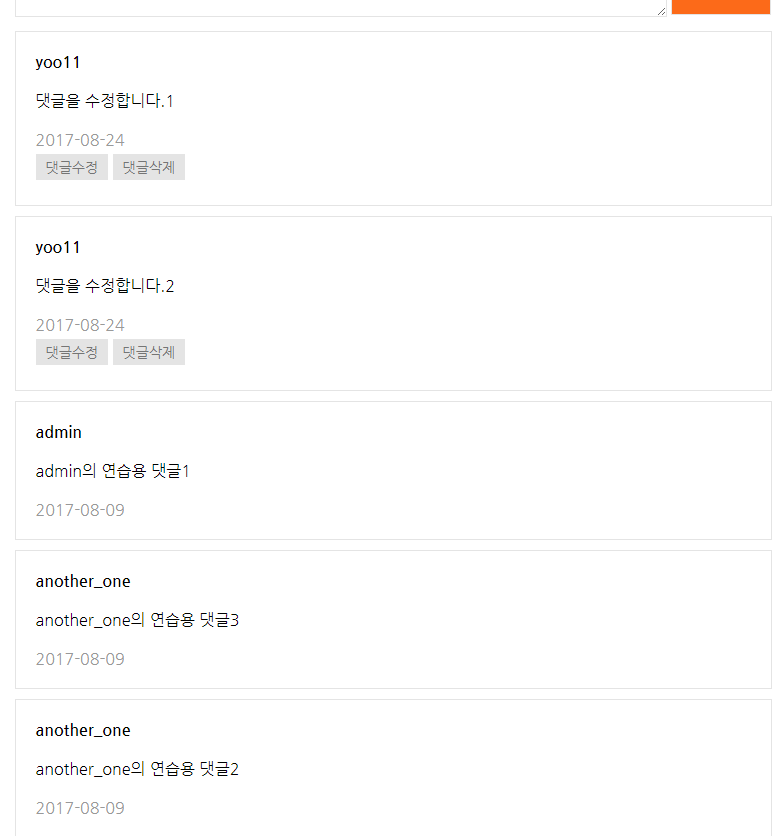 yoo11
댓글을 수정합니다.1
2017-08-24
댓글수정 댓글삭제
yoo11
댓글을 수정합니다.2
2017-08-24
댓글수정 댓글삭제
admin
admin의 연습용 댓글1
2017-08-09
another_one
another_one의 연습용 댓글3
2017-08-09
another_one
another_one의 연습용 댓글2
2017-08-09